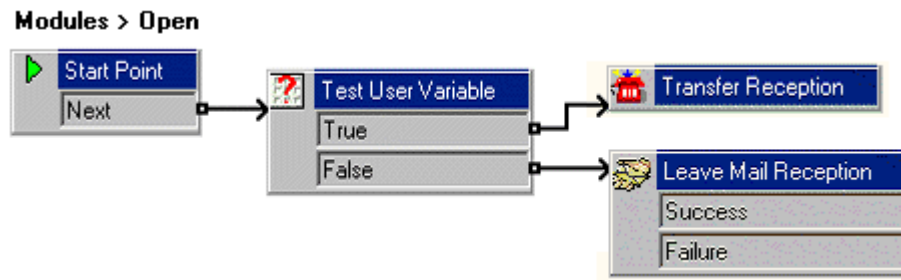 Modules > Open
Start Point
Next
Test User Variable
True
False
Transfer Reception
Leave Mail Reception
Success
Failure